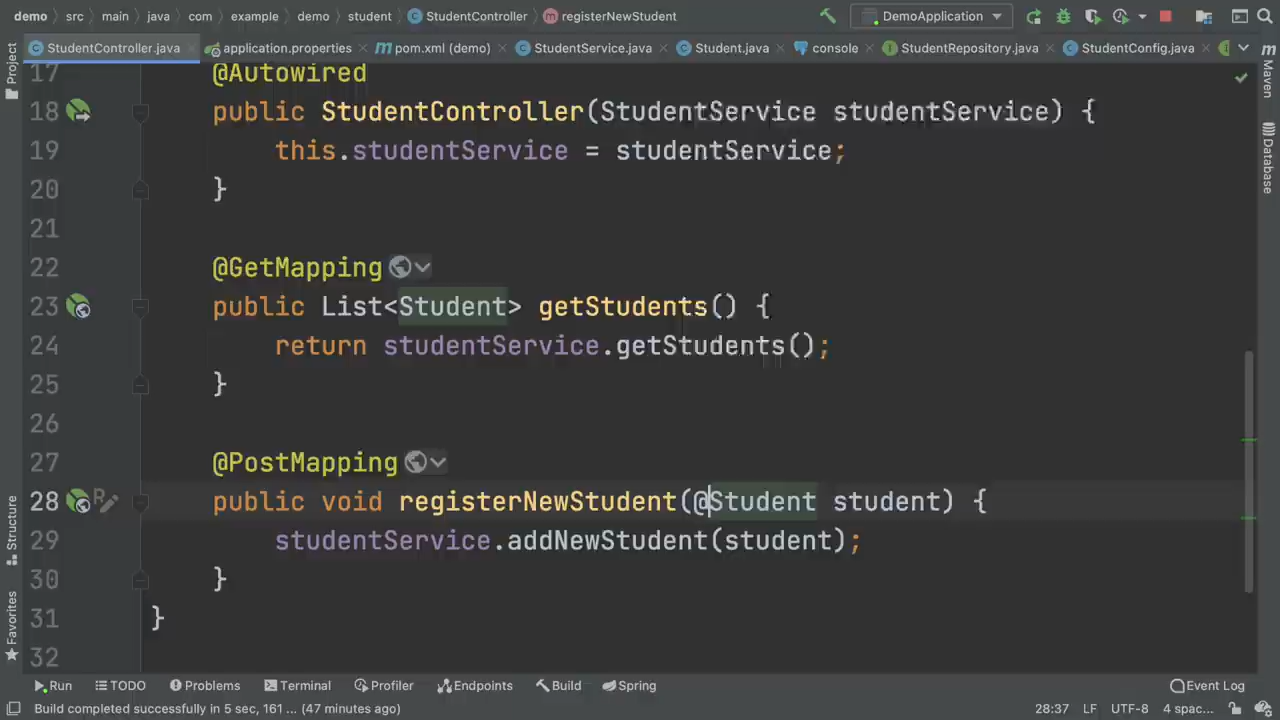 demo src main java com example demo student StudentController registerNewStudent DemoApplication
StudentController.java application.properties pom.xml (demo) StudentService.java Student.java console StudentRepository.java StudentConfig.java
Project
Structure
Favorites
Maven
Database
17 @Autowired
18 public StudentController(StudentService studentService) {
19 this.studentService = studentService;
20 }
21
22 @GetMapping
23 public List<Student> getStudents() {
24 return studentService.getStudents();
25 }
26
27 @PostMapping
28 public void registerNewStudent(@Student student) {
29 studentService.addNewStudent(student);
30 }
31 }
32
Run TODO Problems Terminal Profiler Endpoints Build Spring Event Log
Build completed successfully in 5 sec, 161 ... (47 minutes ago) 28:37 LF UTF-8 4 spac...